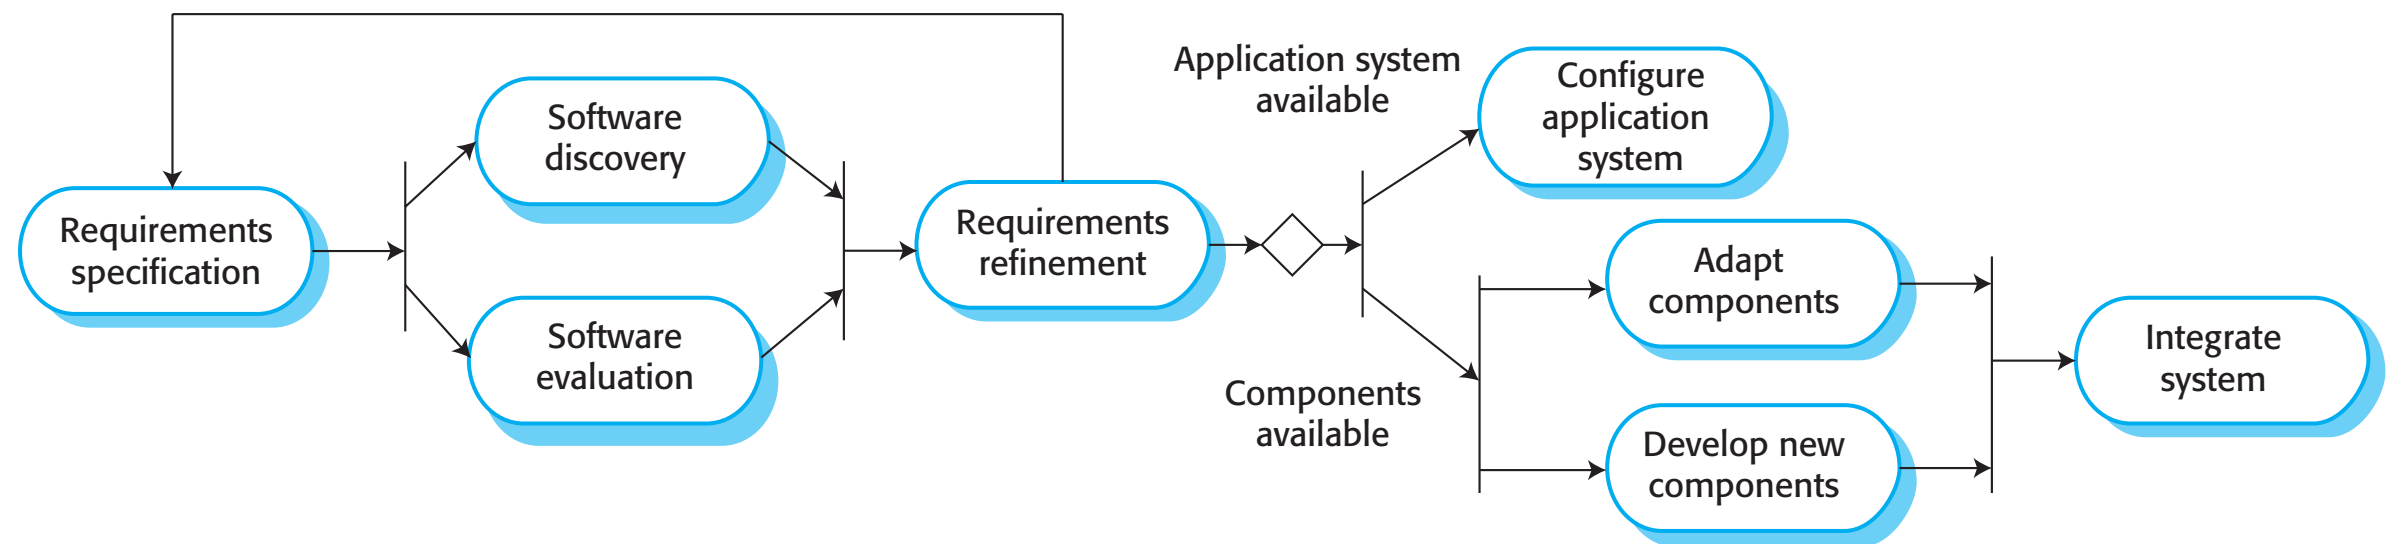 Requirements
specification
Software
discovery
Software
evaluation
Requirements
refinement
Application system
available
Configure
application
system
Components
available
Adapt
components
Develop new
components
Integrate
system